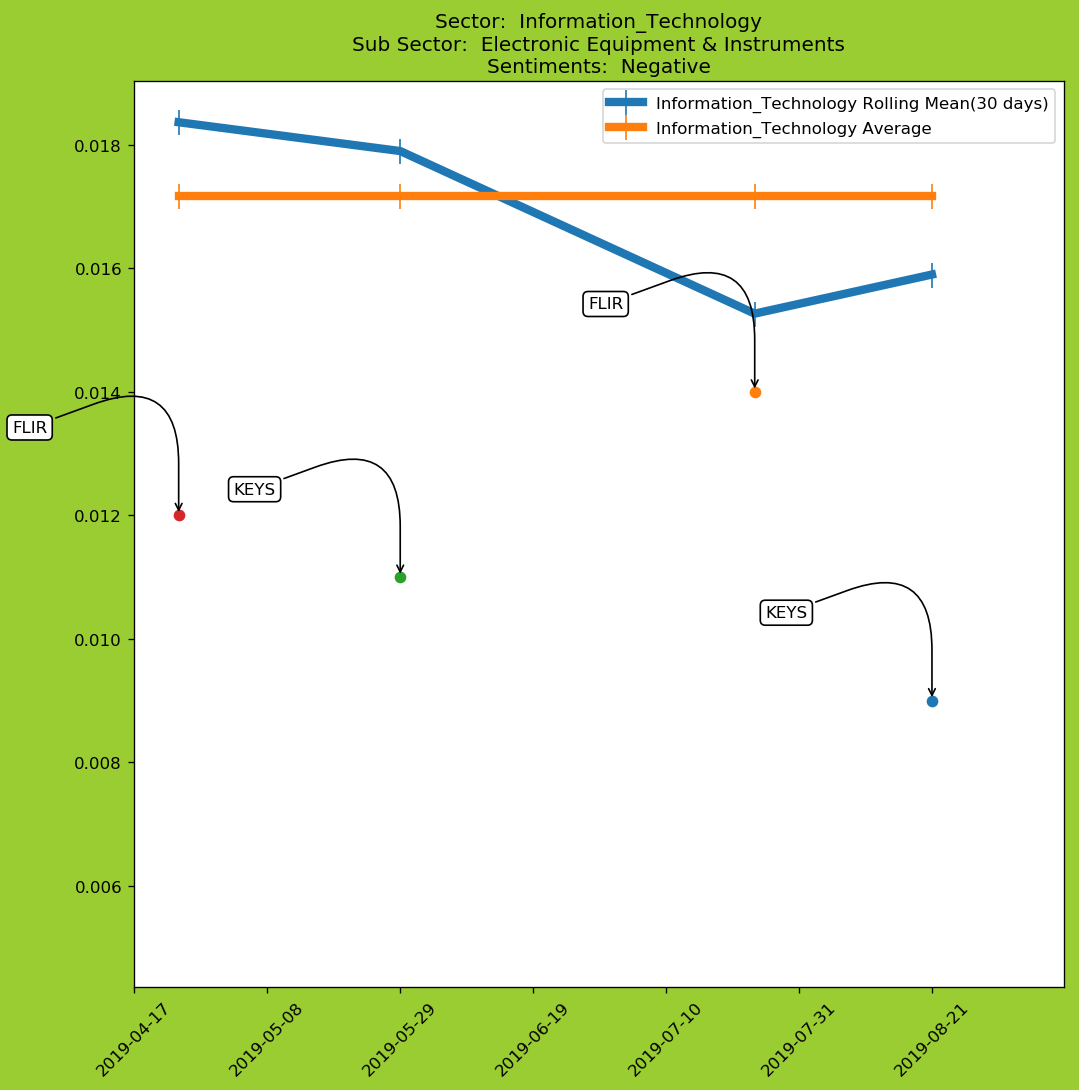 Sector:  Information_Technology
Sub Sector:  Electronic Equipment & Instruments
Sentiments:  Negative
Information_Technology Rolling Mean(30 days)
Information_Technology Average
0.018
0.016
0.014
0.012
0.010
0.008
0.006
FLIR
FLIR
KEYS
KEYS
2019-04-17
2019-05-08
2019-05-29
2019-06-19
2019-07-10
2019-07-31
2019-08-21